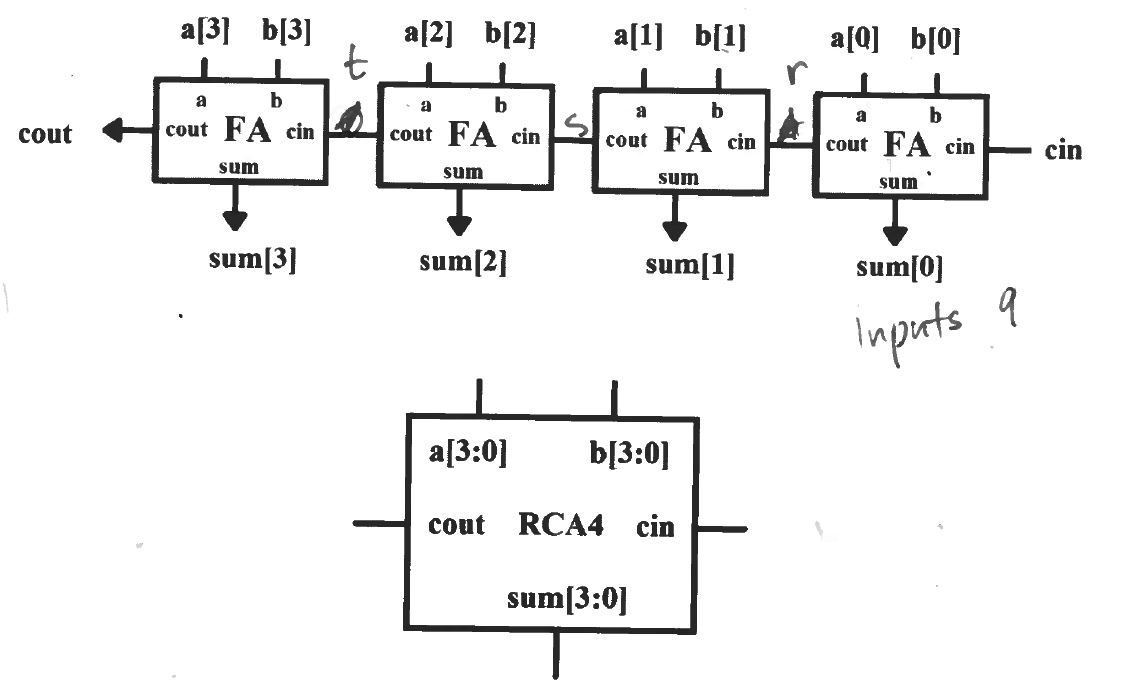 a[3] b[3] a[2] b[2] a[1] b[1] a[0] b[0]
t r
a b a b a b a b
cout cout FA cin cout FA cin s cout FA cin cout FA cin cin
sum sum sum sum
sum[3] sum[2] sum[1] sum[0]
Inputs 9
a[3:0] b[3:0]
cout RCA4 cin
sum[3:0]